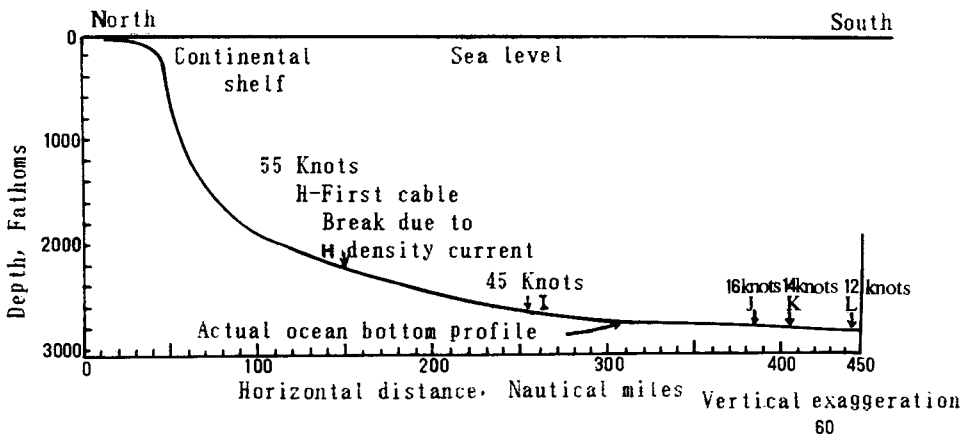 North South
0
Continental Sea level
shelf
1000
55 Knots
H-First cable
Break due to
2000
H density current
45 Knots 16knots 14knots 12 knots
I J K L
Actual ocean bottom profile
3000
0 100 200 300 400 450
Depth, Fathoms
Horizontal distance, Nautical miles Vertical exaggeration
60